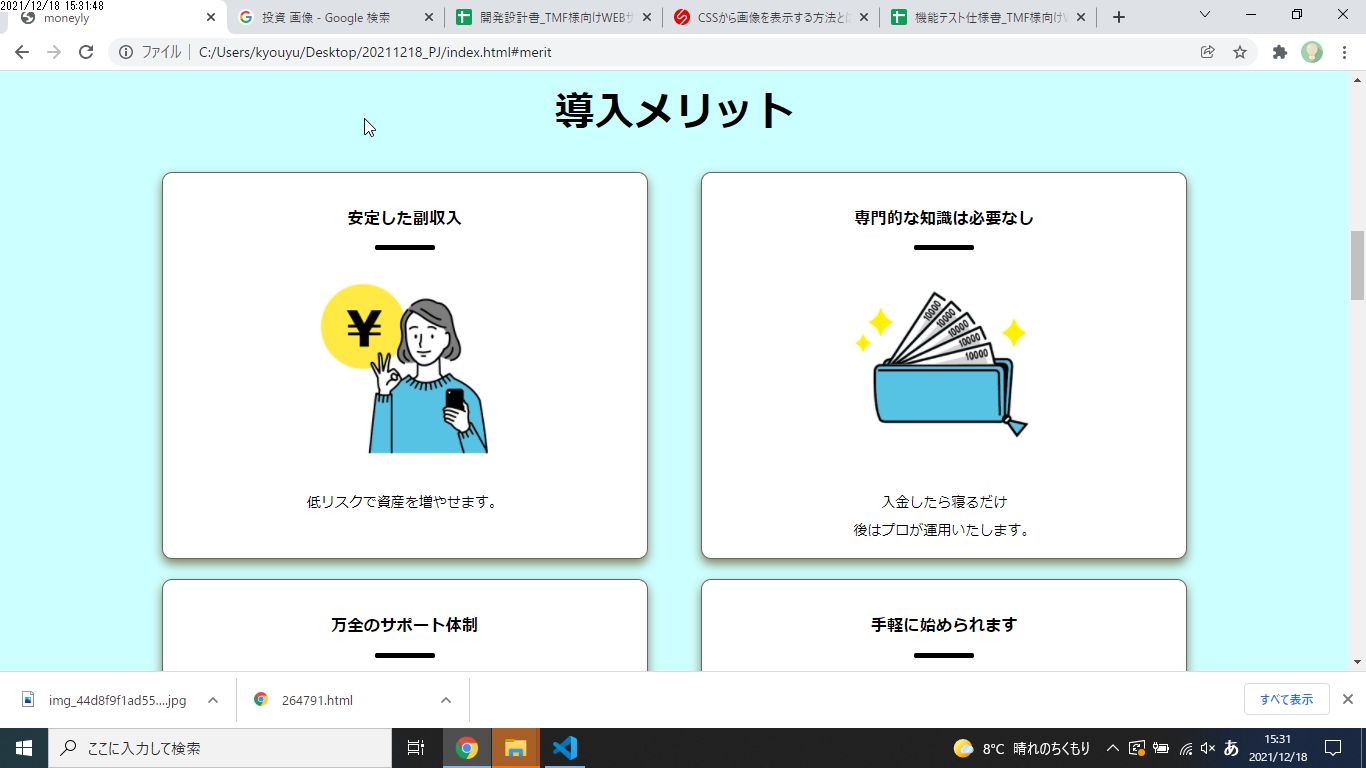 2021/12/18 15:31:48
moneyly
投資 画像 - Google 検索
開発設計書_TMF様向けWEBサ
CSSから画像を表示する方法と
機能テスト仕様書_TMF様向けW
ファイル
C:/Users/kyouyu/Desktop/20211218_PJ/index.html#merit
導入メリット
安定した副収入
専門的な知識は必要なし
¥
10000
10000
10000
10000
10000
低リスクで資産を増やせます。
入金したら寝るだけ
後はプロが運用いたします。
万全のサポート体制
手軽に始められます
img_44d8f9f1ad55....jpg
264791.html
すべて表示
ここに入力して検索
8°C 晴れのちくもり
あ
15:31
2021/12/18